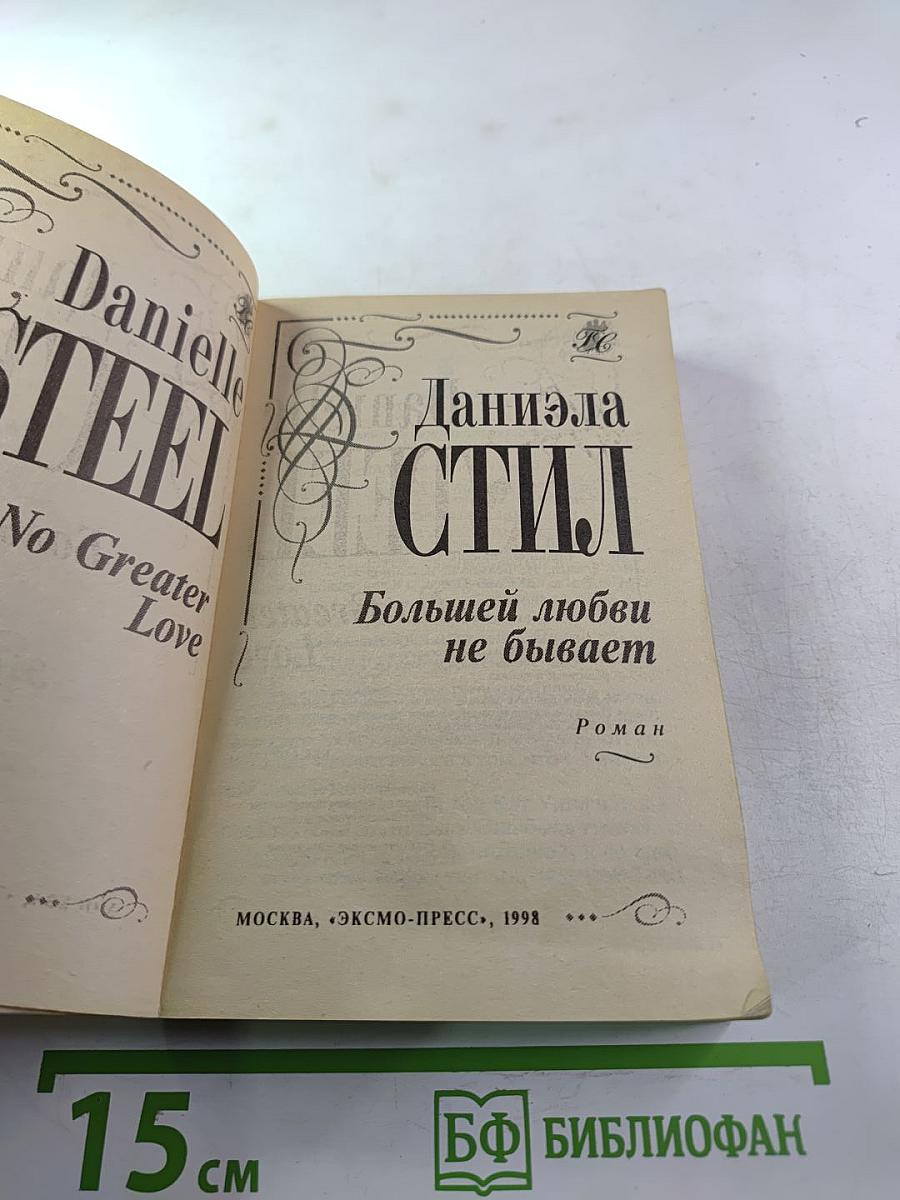 Danielle
STEEL
No Greater
Love
ГС
Даниэла
СТИЛ
Большей любви
не бывает
Роман
МОСКВА, «ЭКСМО-ПРЕСС», 1998
15 см
БФ БИБЛИОФАН